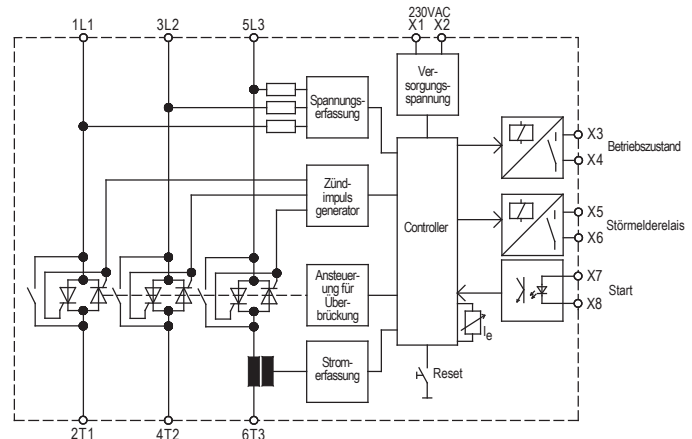 230VAC
1L1 3L2 5L3 X1 X2
Ver-
sorgungs-
spannung
Spannungs-
erfassung
X3
Betriebszustand
X4
Zünd-
impuls
generator
Controller
X5
Störmelderelais
X6
Ansteuer-
ung für
Über-
brückung
X7
Start
X8
Ie
Strom-
erfassung
Reset
2T1 4T2 6T3